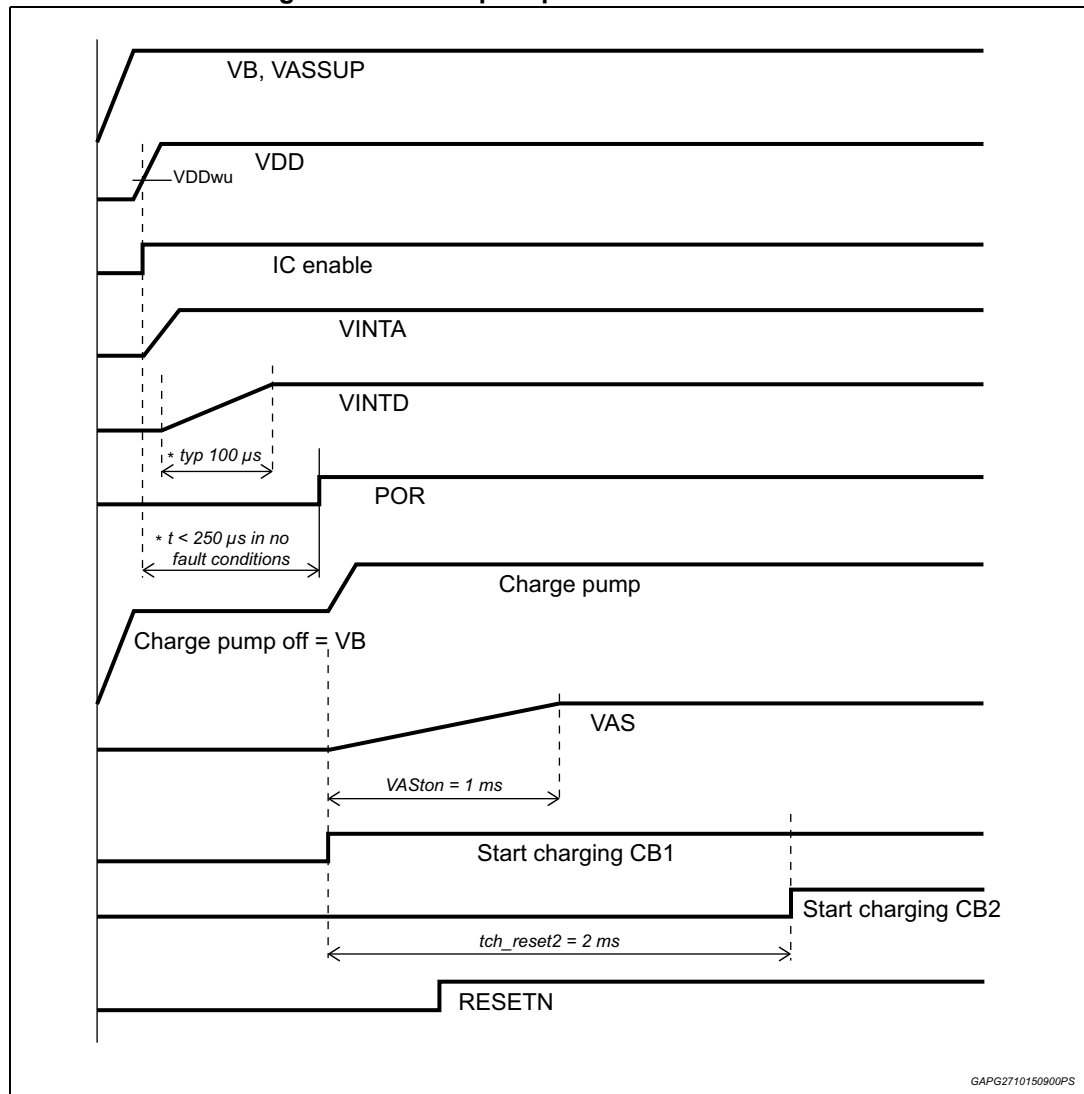 VB, VASSUP
VDD
VDDwu
IC enable
VINTA
VINTD
* typ 100 µs
POR
* t < 250 µs in no
fault conditions
Charge pump
Charge pump off = VB
VAS
VASton = 1 ms
Start charging CB1
Start charging CB2
tch_reset2 = 2 ms
RESETN
GAPG2710150900PS